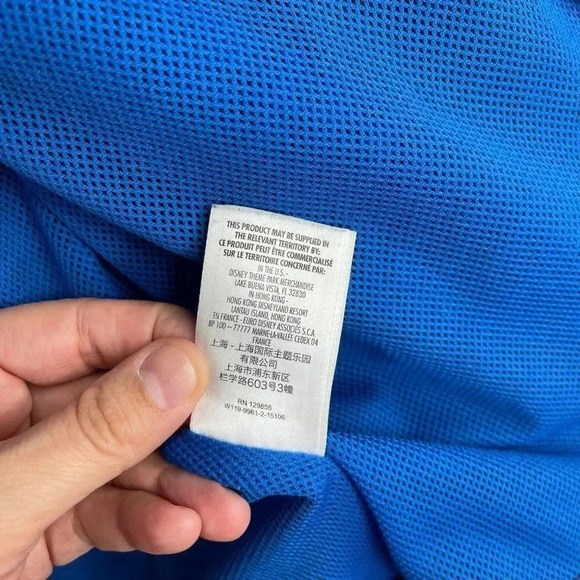 THIS PRODUCT MAY BE SUPPLIED IN
THE RELEVANT TERRITORY BY:
CE PRODUIT PEUT ÊTRE COMMERCIALISÉ
SUR LE TERRITOIRE CONCERNÉ PAR:
IN THE U.S. -
DISNEY THEME PARK MERCHANDISE
LAKE BUENA VISTA, FL 32830
IN HONG KONG -
HONG KONG DISNEYLAND RESORT
LANTAU ISLAND, HONG KONG
EN FRANCE - EURO DISNEY ASSOCIÉS S.C.A.
BP 100 – 77777 MARNE-LA-VALLÉE CEDEX 04
FRANCE
上海 - 上海国际主题乐园
有限公司
上海市浦东新区
栏学路603号3幢
RN 129855
W119-9961-2-15106